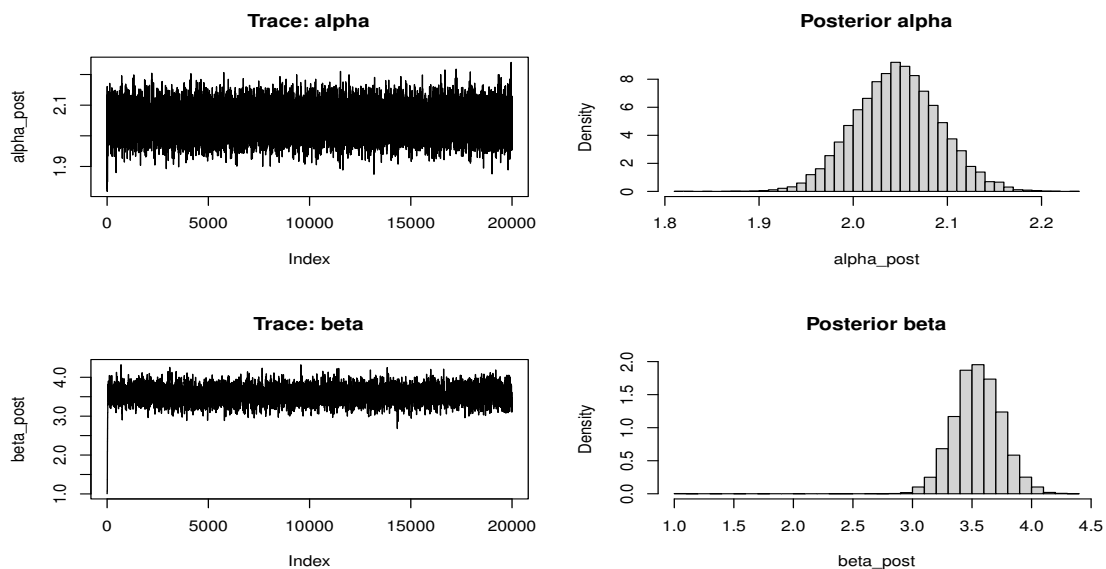 Trace: alpha
alpha_post
1.9 2.1
0 5000 10000 15000 20000
Index
Posterior alpha
Density
0 2 4 6 8
1.8 1.9 2.0 2.1 2.2
alpha_post
Trace: beta
beta_post
1.0 2.0 3.0 4.0
0 5000 10000 15000 20000
Index
Posterior beta
Density
0.0 0.5 1.0 1.5 2.0
1.0 1.5 2.0 2.5 3.0 3.5 4.0 4.5
beta_post